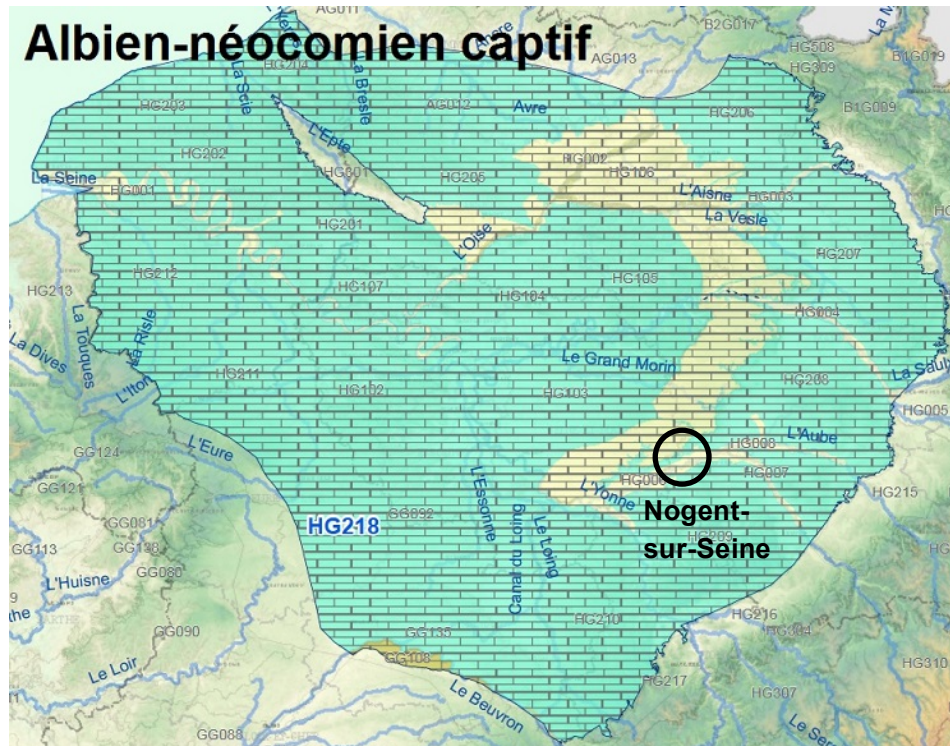 AG011
B2G017
Albien-néocomien captif
HG508
AG013
HG309
B1G019
HG204
La Scie
La Bresle
HG203
AG012
Avre
HG206
B1G009
L'Epte
HG202
HG002
HG301
HG205
HG106
La Seine
HG001
L'Aisne
HG003
La Vesle
HG201
L'Oise
HG207
HG212
HG105
HG213
HG107
HG104
HG004
La Touques
La Risle
La Dives
Le Grand Morin
L'Iton
HG211
HG102
HG103
HG208
HG005
L'Aube
HG008
L'Eure
GG124
HG007
L'Yonne
GG121
HG215
L'Essonne
Nogent-
sur-Seine
GG092
HG218
GG081
Canal du Loing
Le Loing
HG209
GG113
L'Huisne
GG080
HG210
HG216
GG090
GG135
HG304
GG108
HG310
Le Loir
HG217
HG307
Le Beuvron
GG088